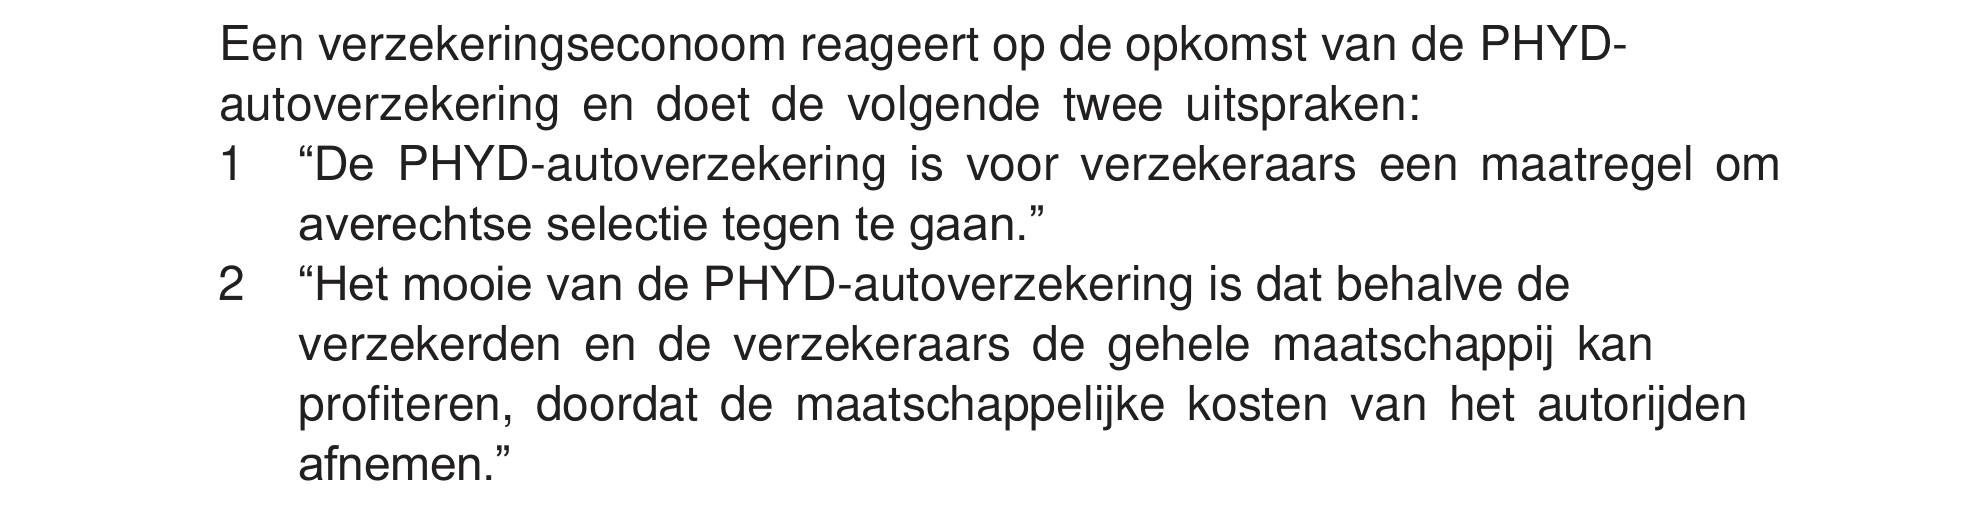 Een verzekeringseconoom reageert op de opkomst van de PHYD-
autoverzekering en doet de volgende twee uitspraken:
1 “De PHYD-autoverzekering is voor verzekeraars een maatregel om
averechtse selectie tegen te gaan.”
2 “Het mooie van de PHYD-autoverzekering is dat behalve de
verzekerden en de verzekeraars de gehele maatschappij kan
profiteren, doordat de maatschappelijke kosten van het autorijden
afnemen.”